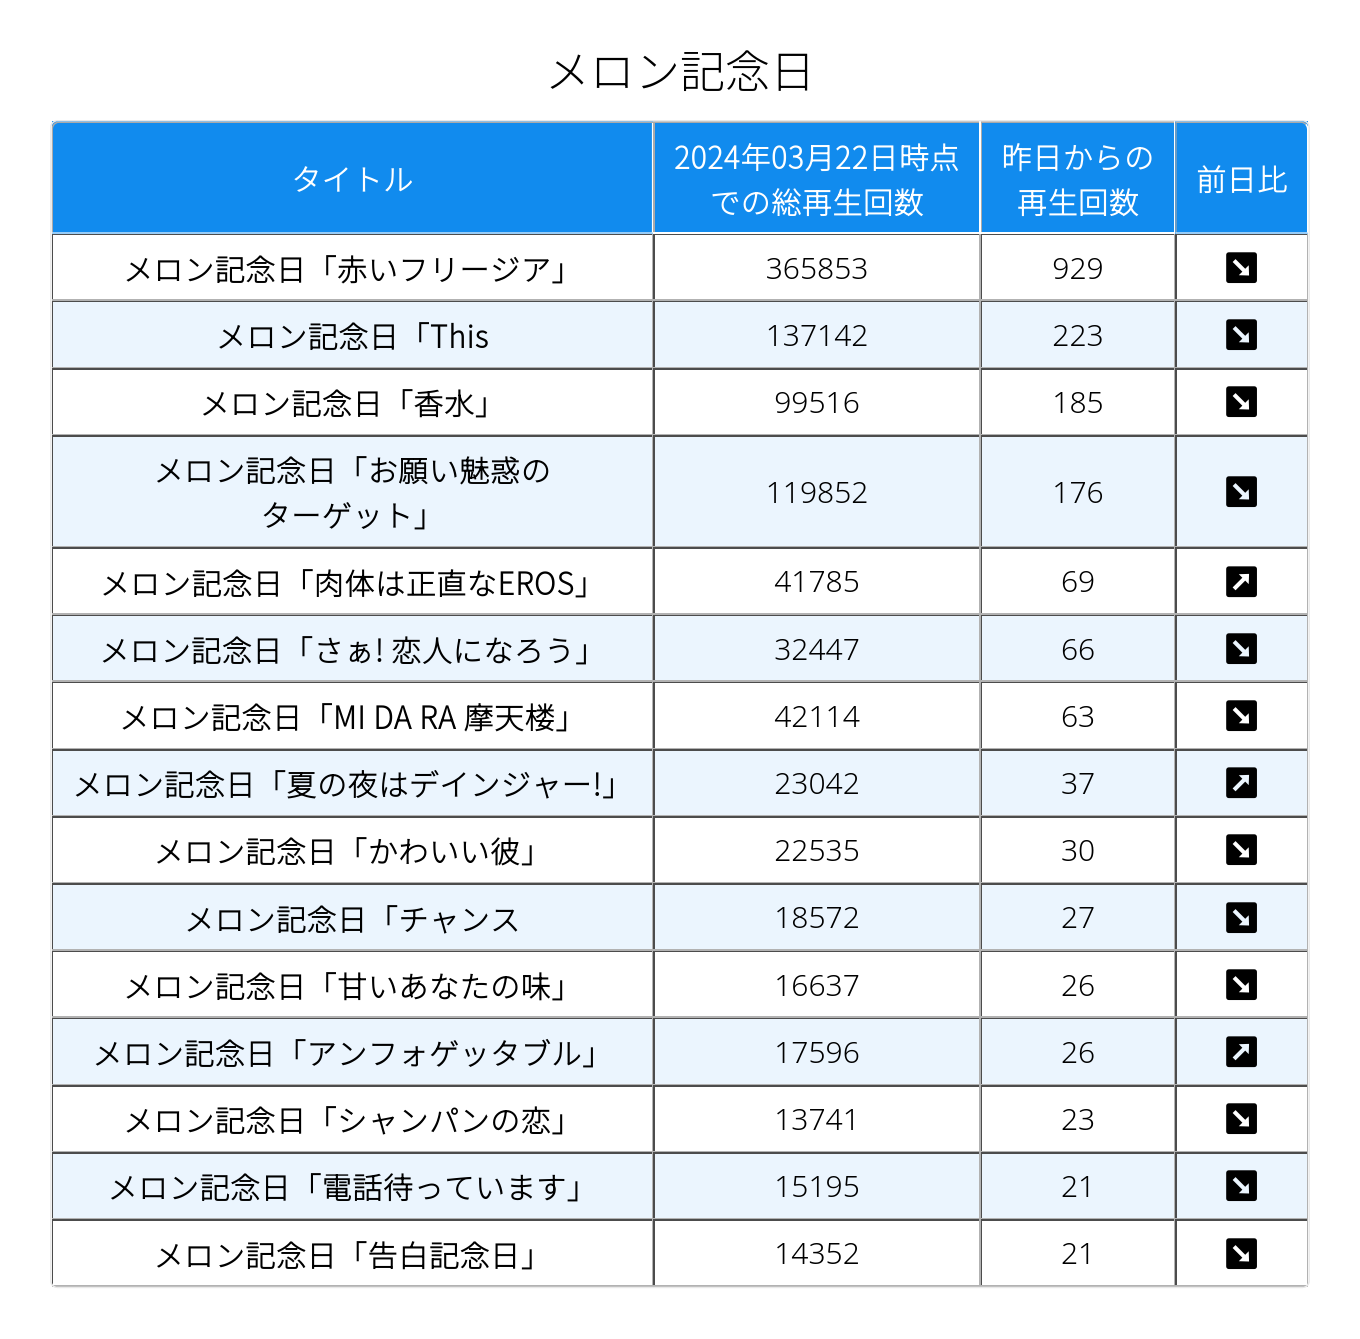 メロン記念日
タイトル
2024年03月22日時点
での総再生回数
昨日からの
再生回数
前日比
メロン記念日「赤いフリージア」 365853 929
メロン記念日「This 137142 223
メロン記念日「香水」 99516 185
メロン記念日「お願い魅惑の
ターゲット」 119852 176
メロン記念日「肉体は正直なEROS」 41785 69
メロン記念日「さぁ! 恋人になろう」 32447 66
メロン記念日「MI DA RA 摩天楼」 42114 63
メロン記念日「夏の夜はデインジャー!」 23042 37
メロン記念日「かわいい彼」 22535 30
メロン記念日「チャンス 18572 27
メロン記念日「甘いあなたの味」 16637 26
メロン記念日「アンフォゲッタブル」 17596 26
メロン記念日「シャンパンの恋」 13741 23
メロン記念日「電話待っています」 15195 21
メロン記念日「告白記念日」 14352 21